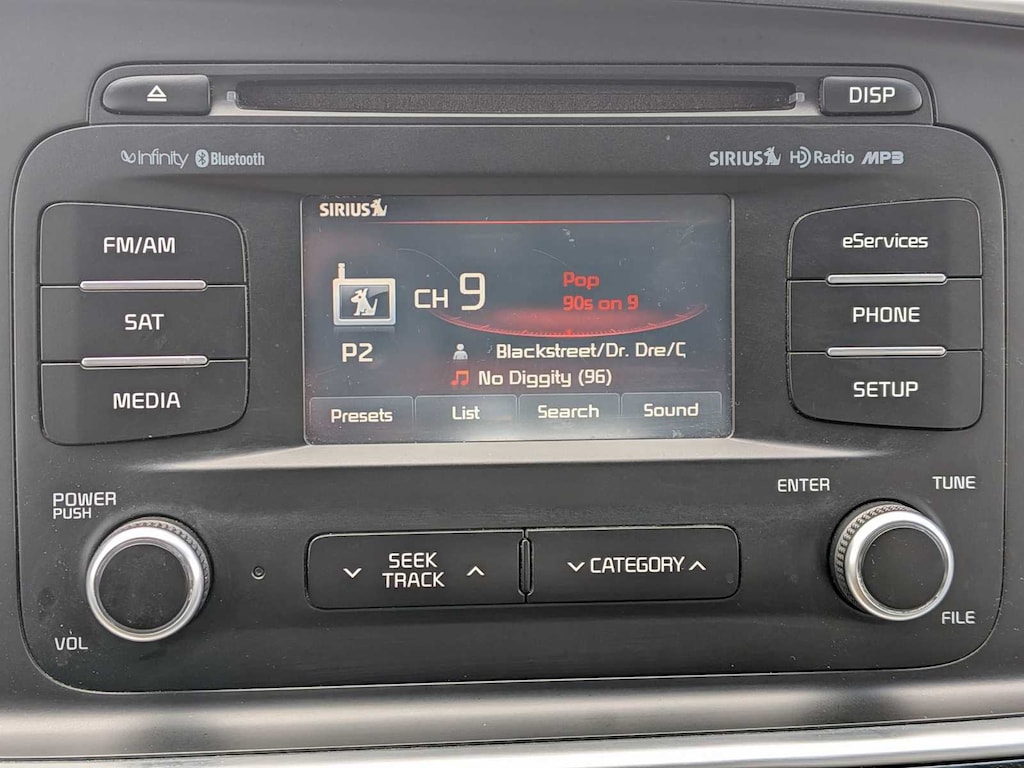 DISP
Infinity Bluetooth
SIRIUS HD Radio MP3
FM/AM
SAT
MEDIA
SIRIUS
CH 9
Pop
90s on 9
P2
Blackstreet/Dr. Dre/C
No Diggity (96)
Presets List Search Sound
eServices
PHONE
SETUP
POWER
PUSH
VOL
SEEK
TRACK
CATEGORY
ENTER
TUNE
FILE